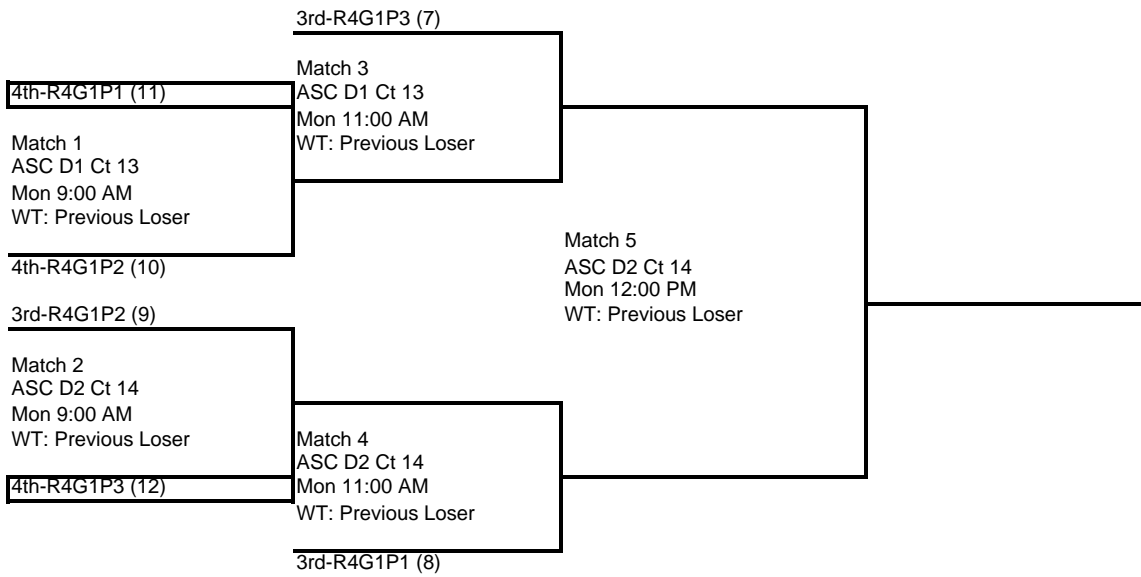 3rd-R4G1P3 (7)
Match 3
ASC D1 Ct 13
Mon 11:00 AM
WT: Previous Loser
4th-R4G1P1 (11)
Match 1
ASC D1 Ct 13
Mon 9:00 AM
WT: Previous Loser
4th-R4G1P2 (10)
Match 5
ASC D2 Ct 14
Mon 12:00 PM
WT: Previous Loser
3rd-R4G1P2 (9)
Match 2
ASC D2 Ct 14
Mon 9:00 AM
WT: Previous Loser
4th-R4G1P3 (12)
Match 4
ASC D2 Ct 14
Mon 11:00 AM
WT: Previous Loser
3rd-R4G1P1 (8)